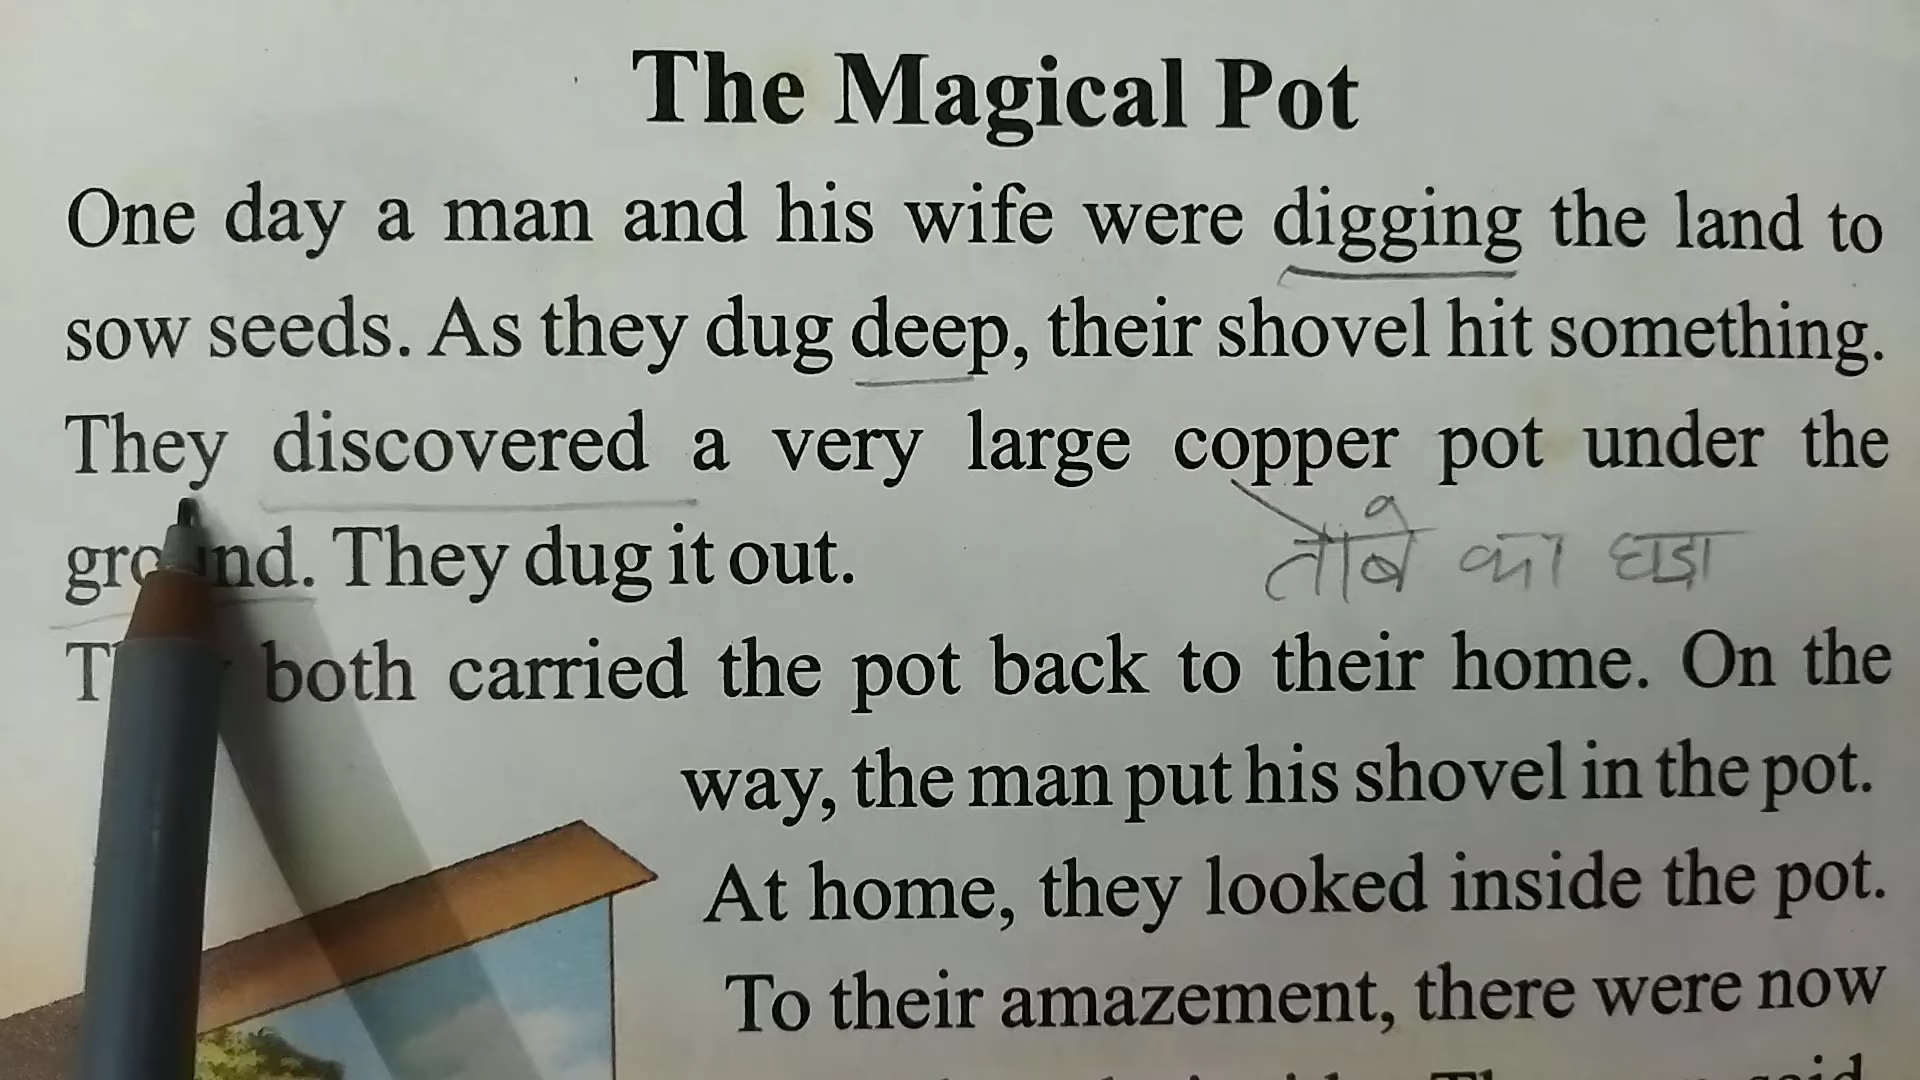 The Magical Pot
One day a man and his wife were digging the land to
sow seeds. As they dug deep, their shovel hit something.
They discovered a very large copper pot under the
ground. They dug it out.
तांबे का घड़ा
both carried the pot back to their home. On the
way, the man put his shovel in the pot.
At home, they looked inside the pot.
To their amazement, there were now
said